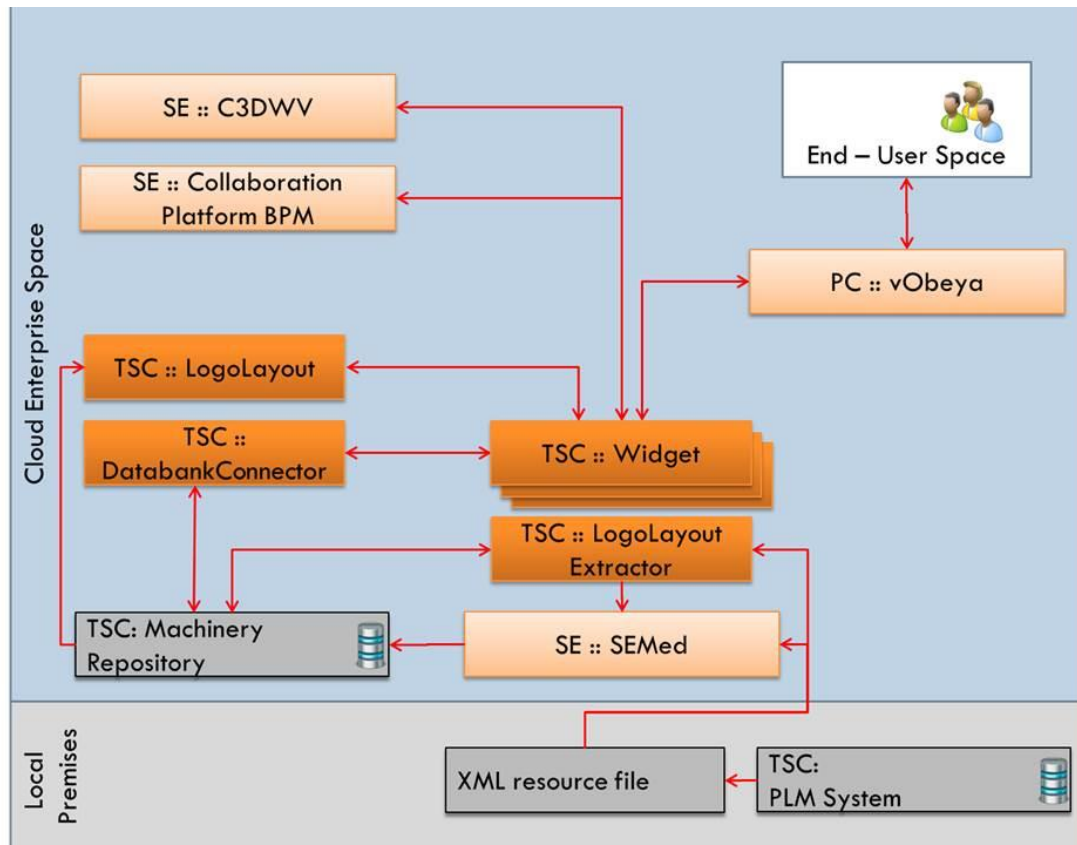 Cloud Enterprise Space
SE :: C3DWV
SE :: Collaboration
Platform BPM
End – User Space
PC :: vObeya
TSC :: LogoLayout
TSC ::
DatabankConnector
TSC :: Widget
TSC :: LogoLayout
Extractor
TSC: Machinery
Repository
SE :: SEMed
Local
Premises
XML resource file
TSC:
PLM System